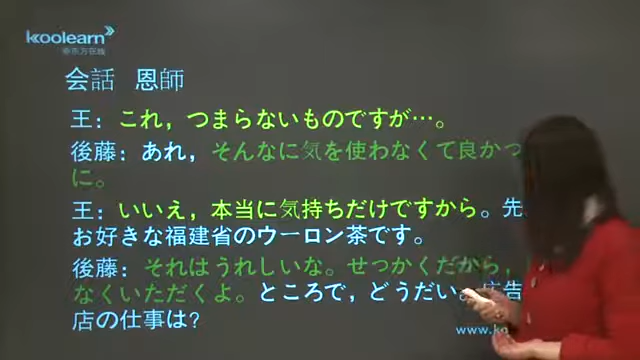 koolearn
新东方在线
会話 恩師
王：これ，つまらないものですが…。
後藤：あれ，そんなに気を使わなくて良かっ
に。
王：いいえ，本当に気持ちだけですから。先
お好きな福建省のウーロン茶です。
後藤：それはうれしいな。せっかくだから，
なくいただくよ。ところで，どうだい 広告
店の仕事は？
www.ko